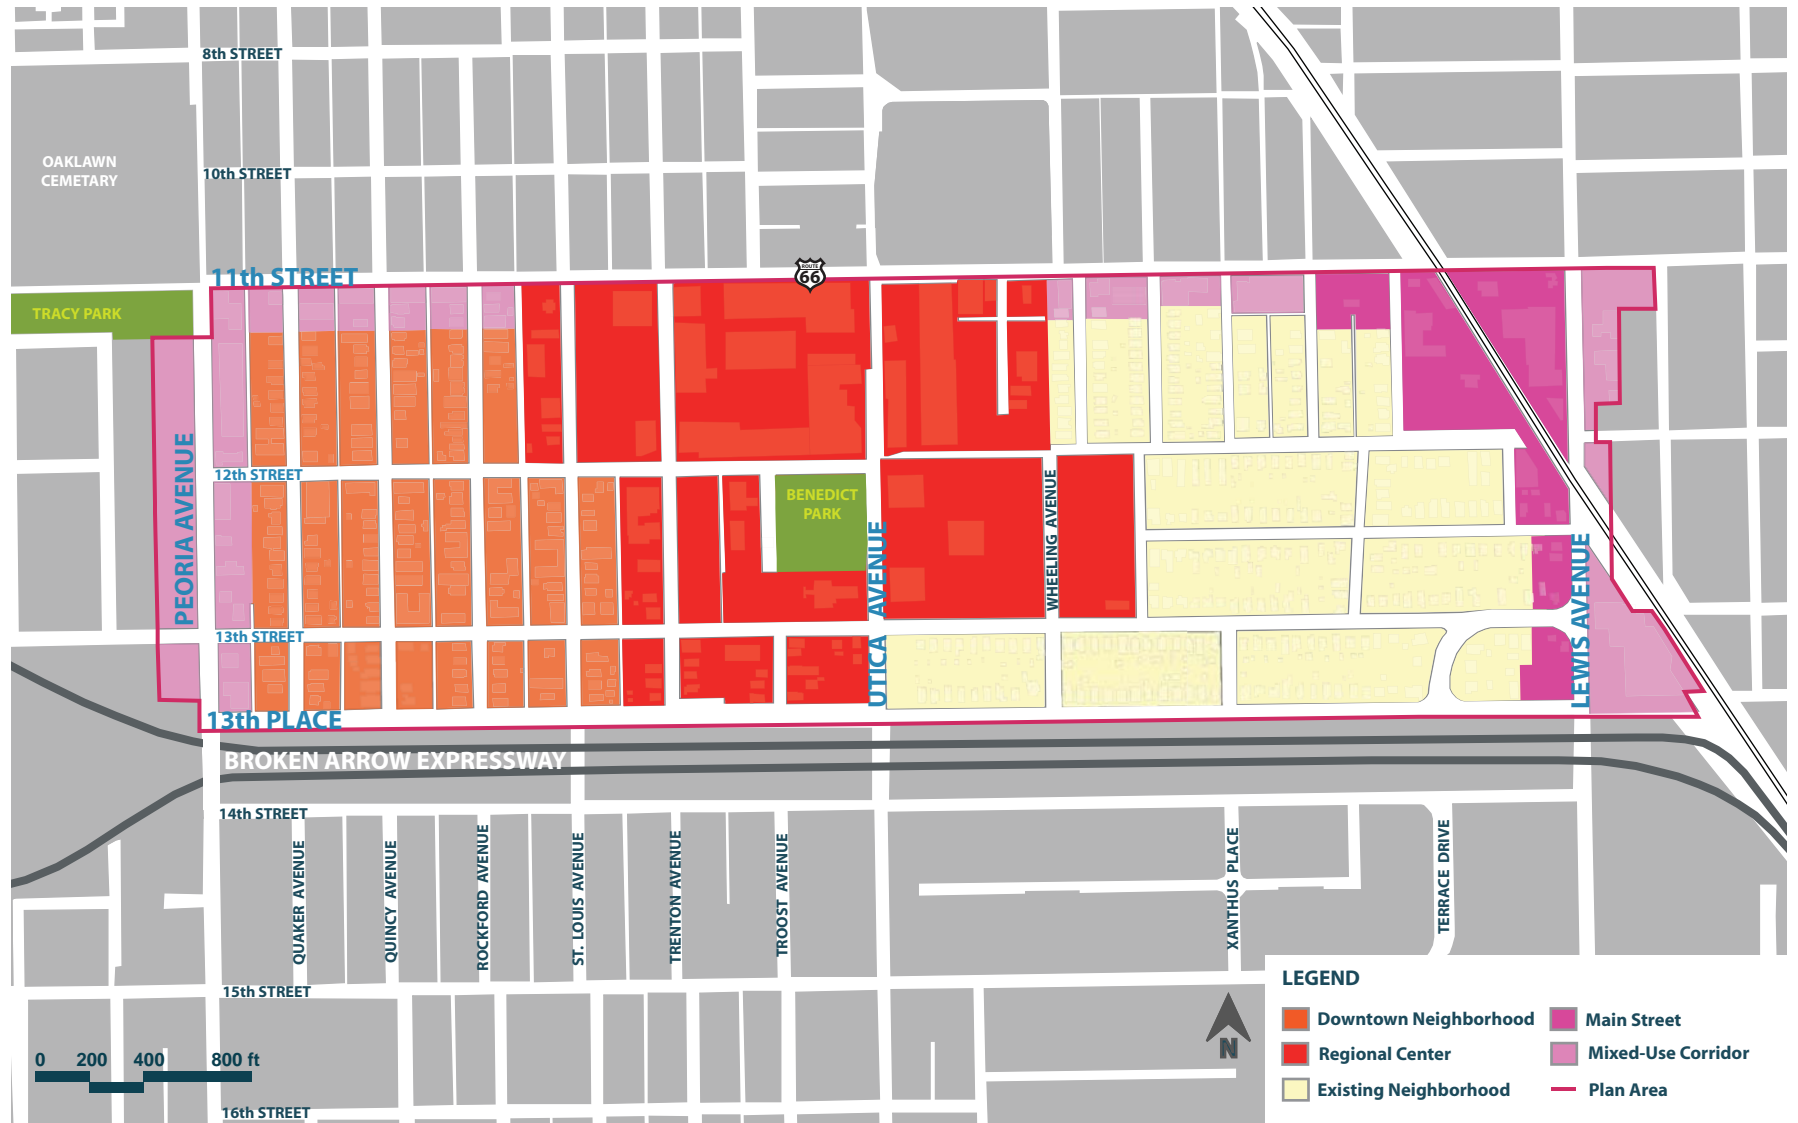 8th STREET
OAKLAWN
CEMETARY
10th STREET
11th STREET
ROUTE
66
TRACY PARK
PEORIA AVENUE
12th STREET
BENEDICT
PARK
UTICA AVENUE
WHEELING AVENUE
LEWIS AVENUE
13th STREET
13th PLACE
BROKEN ARROW EXPRESSWAY
14th STREET
QUAKER AVENUE
QUINCY AVENUE
ROCKFORD AVENUE
ST. LOUIS AVENUE
TRENTON AVENUE
TROOST AVENUE
XANTHUS PLACE
TERRACE DRIVE
15th STREET
0 200 400 800 ft
16th STREET
N
LEGEND
Downtown Neighborhood
Regional Center
Existing Neighborhood
Main Street
Mixed-Use Corridor
Plan Area